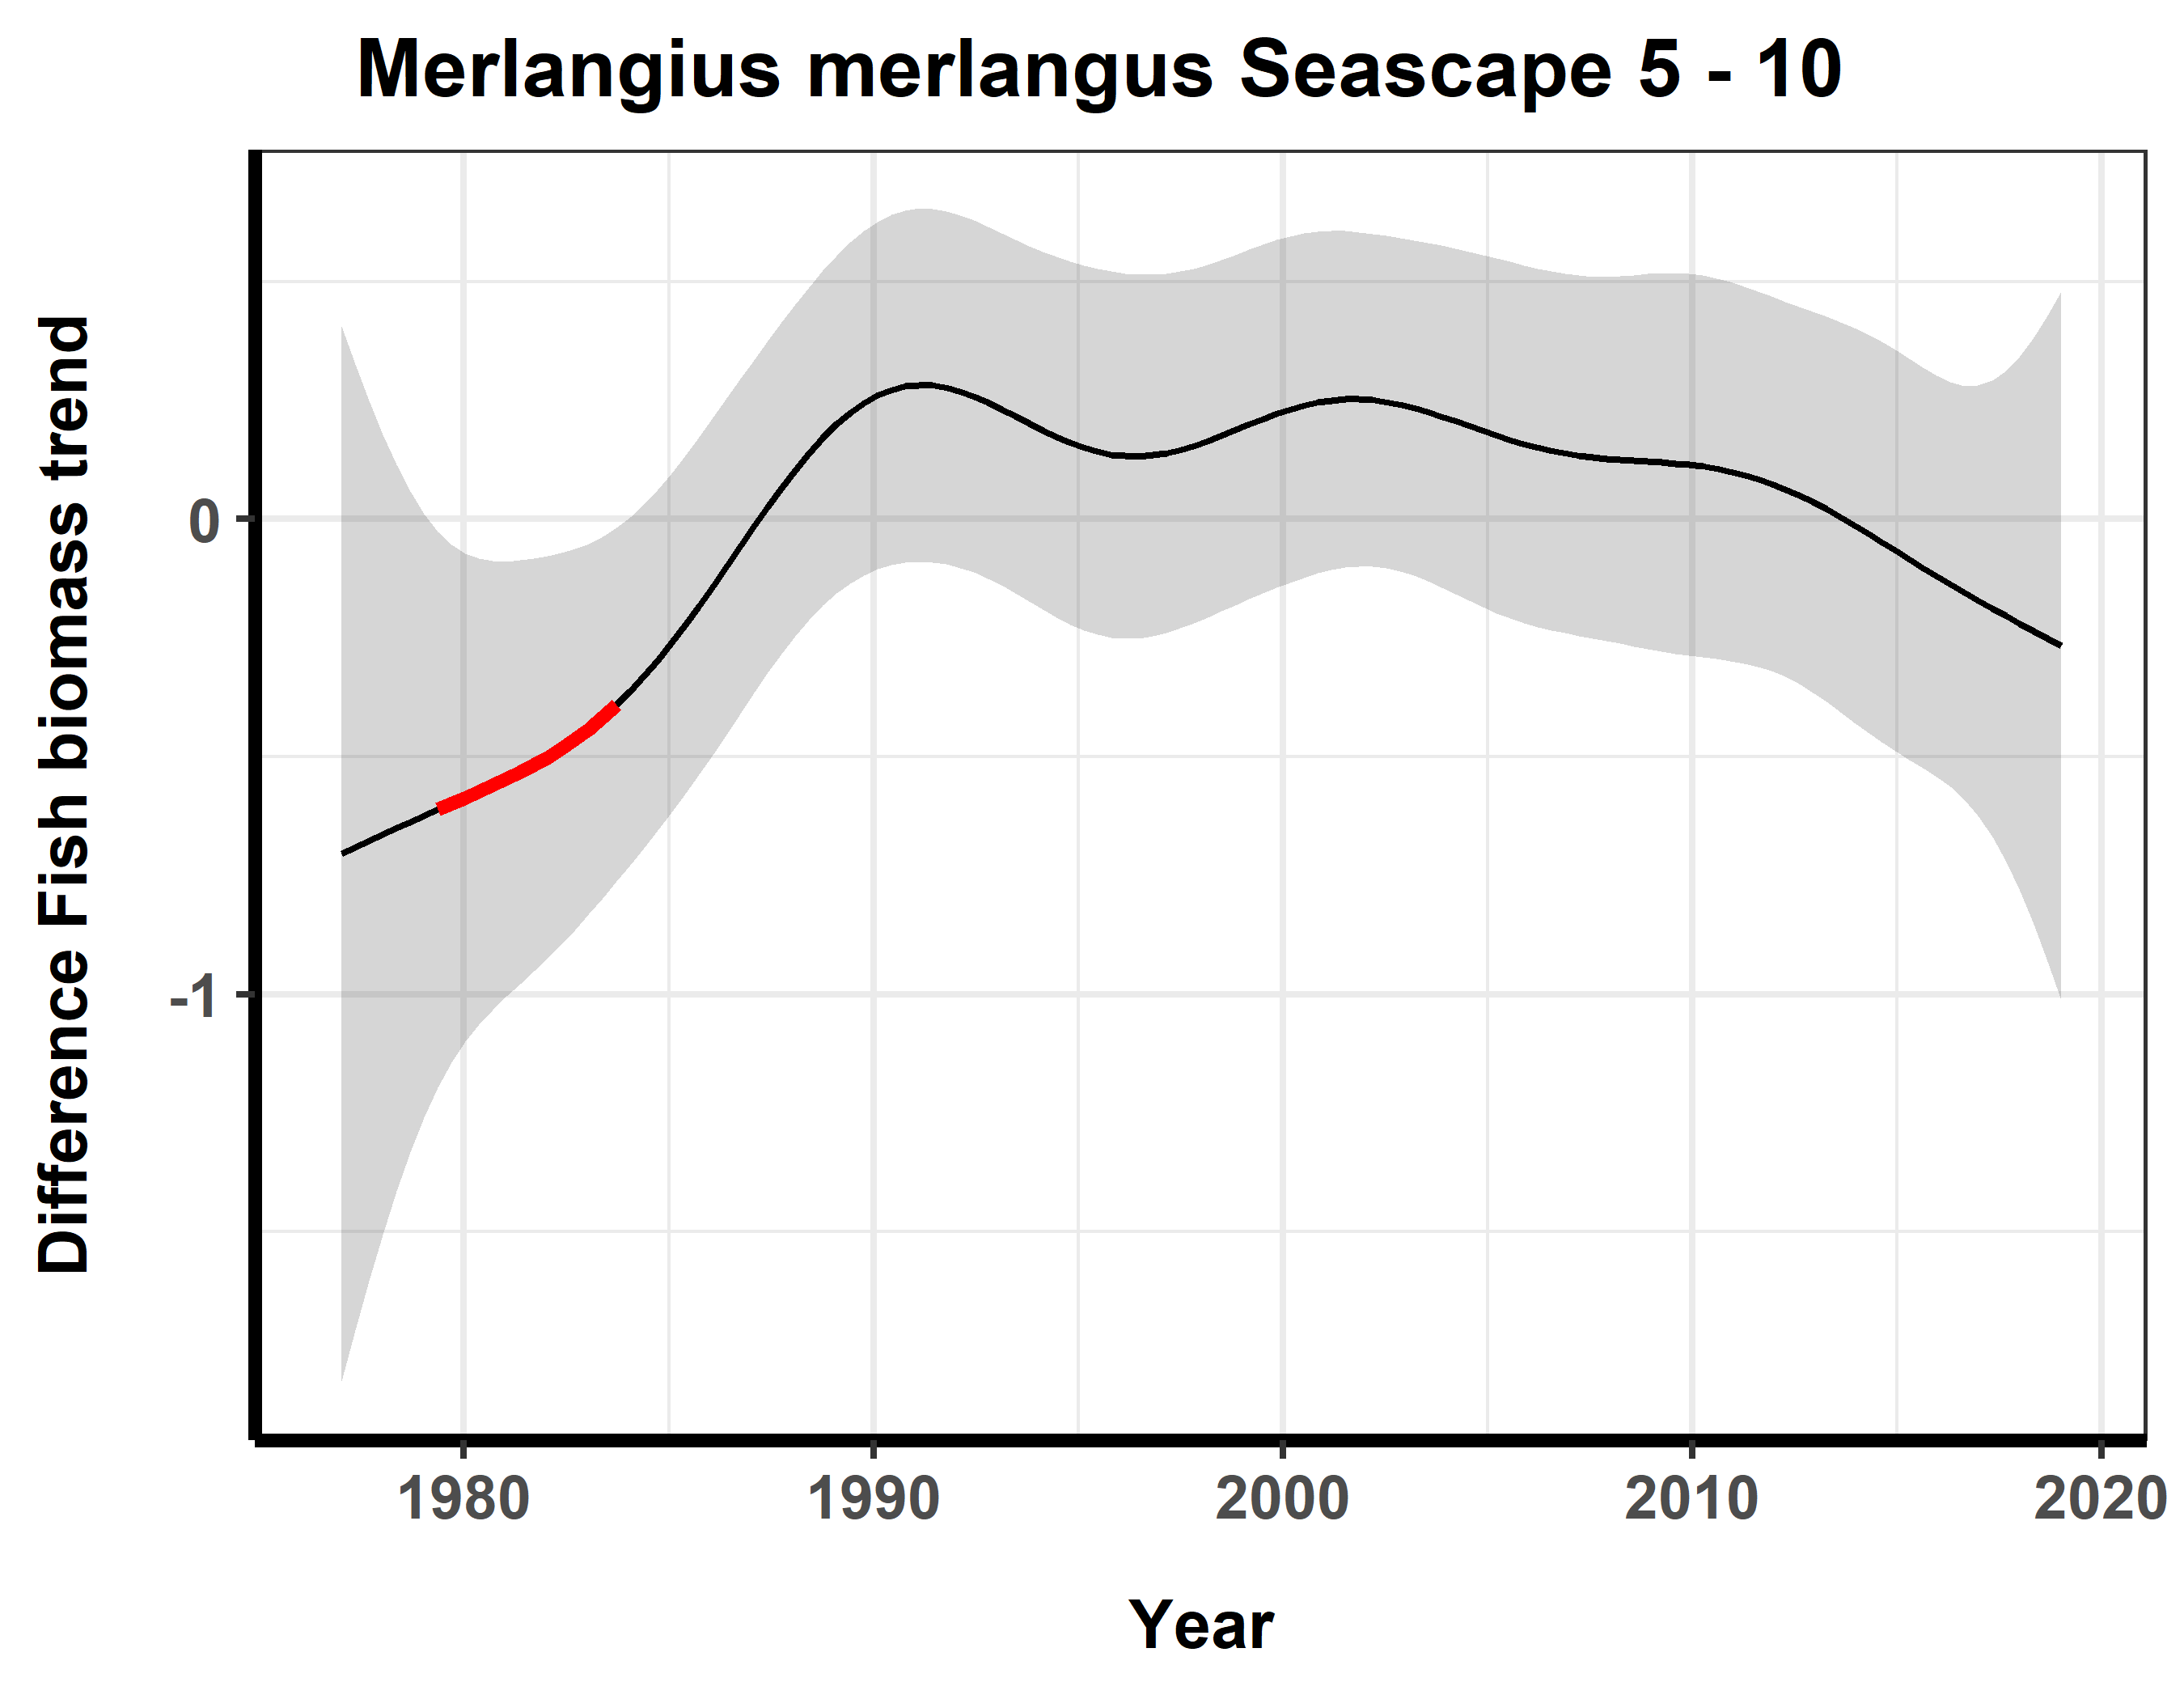 Merlangius merlangus Seascape 5 - 10
Difference Fish biomass trend
0
-1
1980 1990 2000 2010 2020
Year